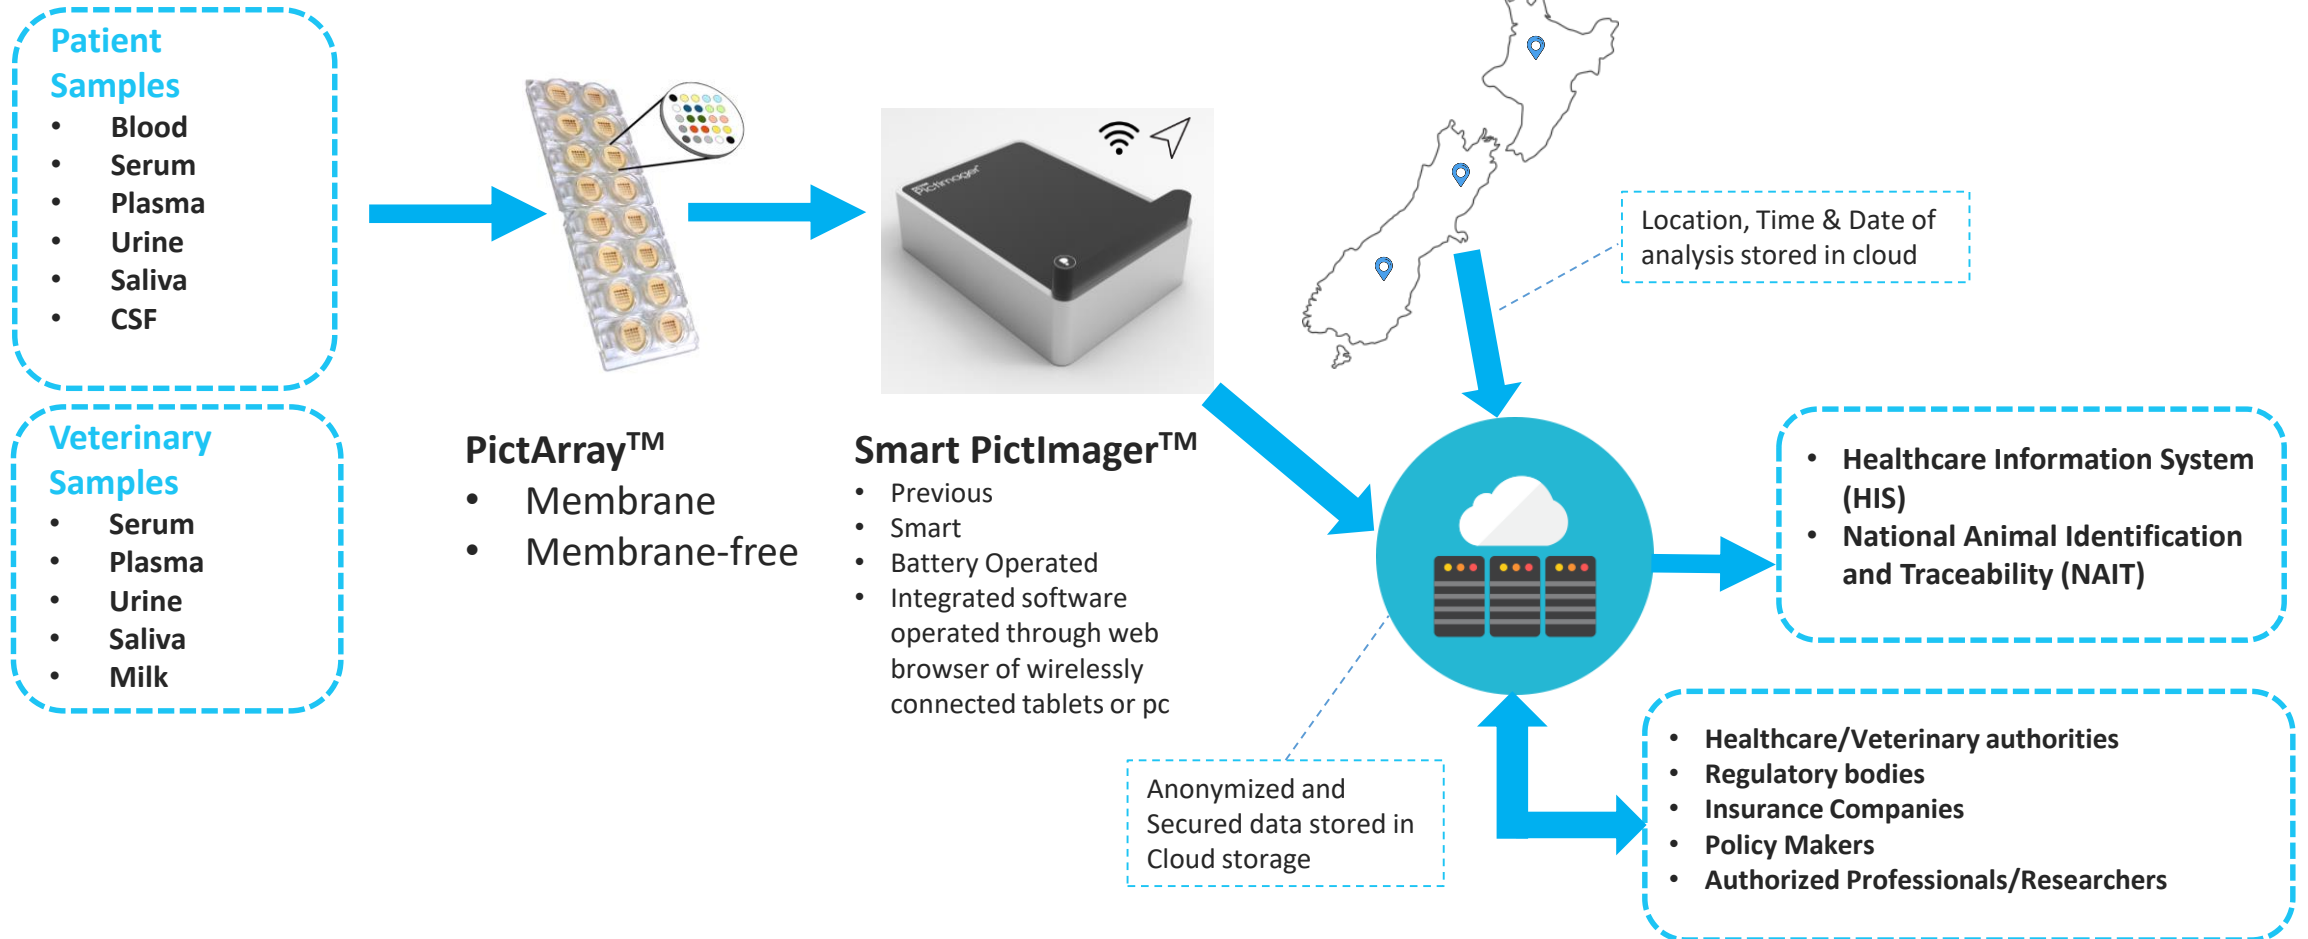 Patient
Samples
• Blood
• Serum
• Plasma
• Urine
• Saliva
• CSF
Veterinary
Samples
• Serum
• Plasma
• Urine
• Saliva
• Milk
PictArray™
• Membrane
• Membrane-free
PictImager
Smart PictImager™
• Previous
• Smart
• Battery Operated
• Integrated software
operated through web
browser of wirelessly
connected tablets or pc
Location, Time & Date of
analysis stored in cloud
Anonymized and
Secured data stored in
Cloud storage
• Healthcare Information System
(HIS)
• National Animal Identification
and Traceability (NAIT)
• Healthcare/Veterinary authorities
• Regulatory bodies
• Insurance Companies
• Policy Makers
• Authorized Professionals/Researchers